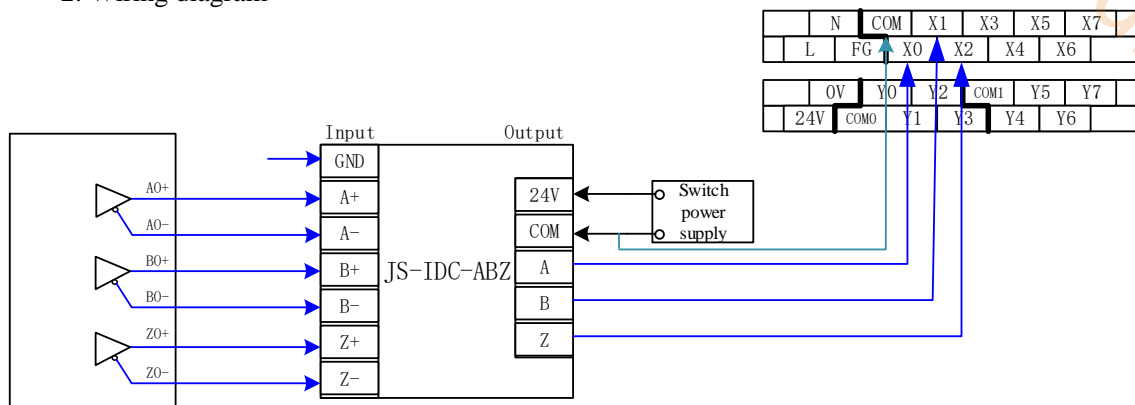 2. Wiring diagram
N COM X1 X3 X5 X7
L FG X0 X2 X4 X6
0V Y0 Y2 COM1 Y5 Y7
24V COM0 Y1 Y3 Y4 Y6
Input Output
GND
A+
A-
B+
B-
Z+
Z-
JS-IDC-ABZ
24V
COM
A
B
Z
Switch
power
supply
A0+
A0-
B0+
B0-
Z0+
Z0-